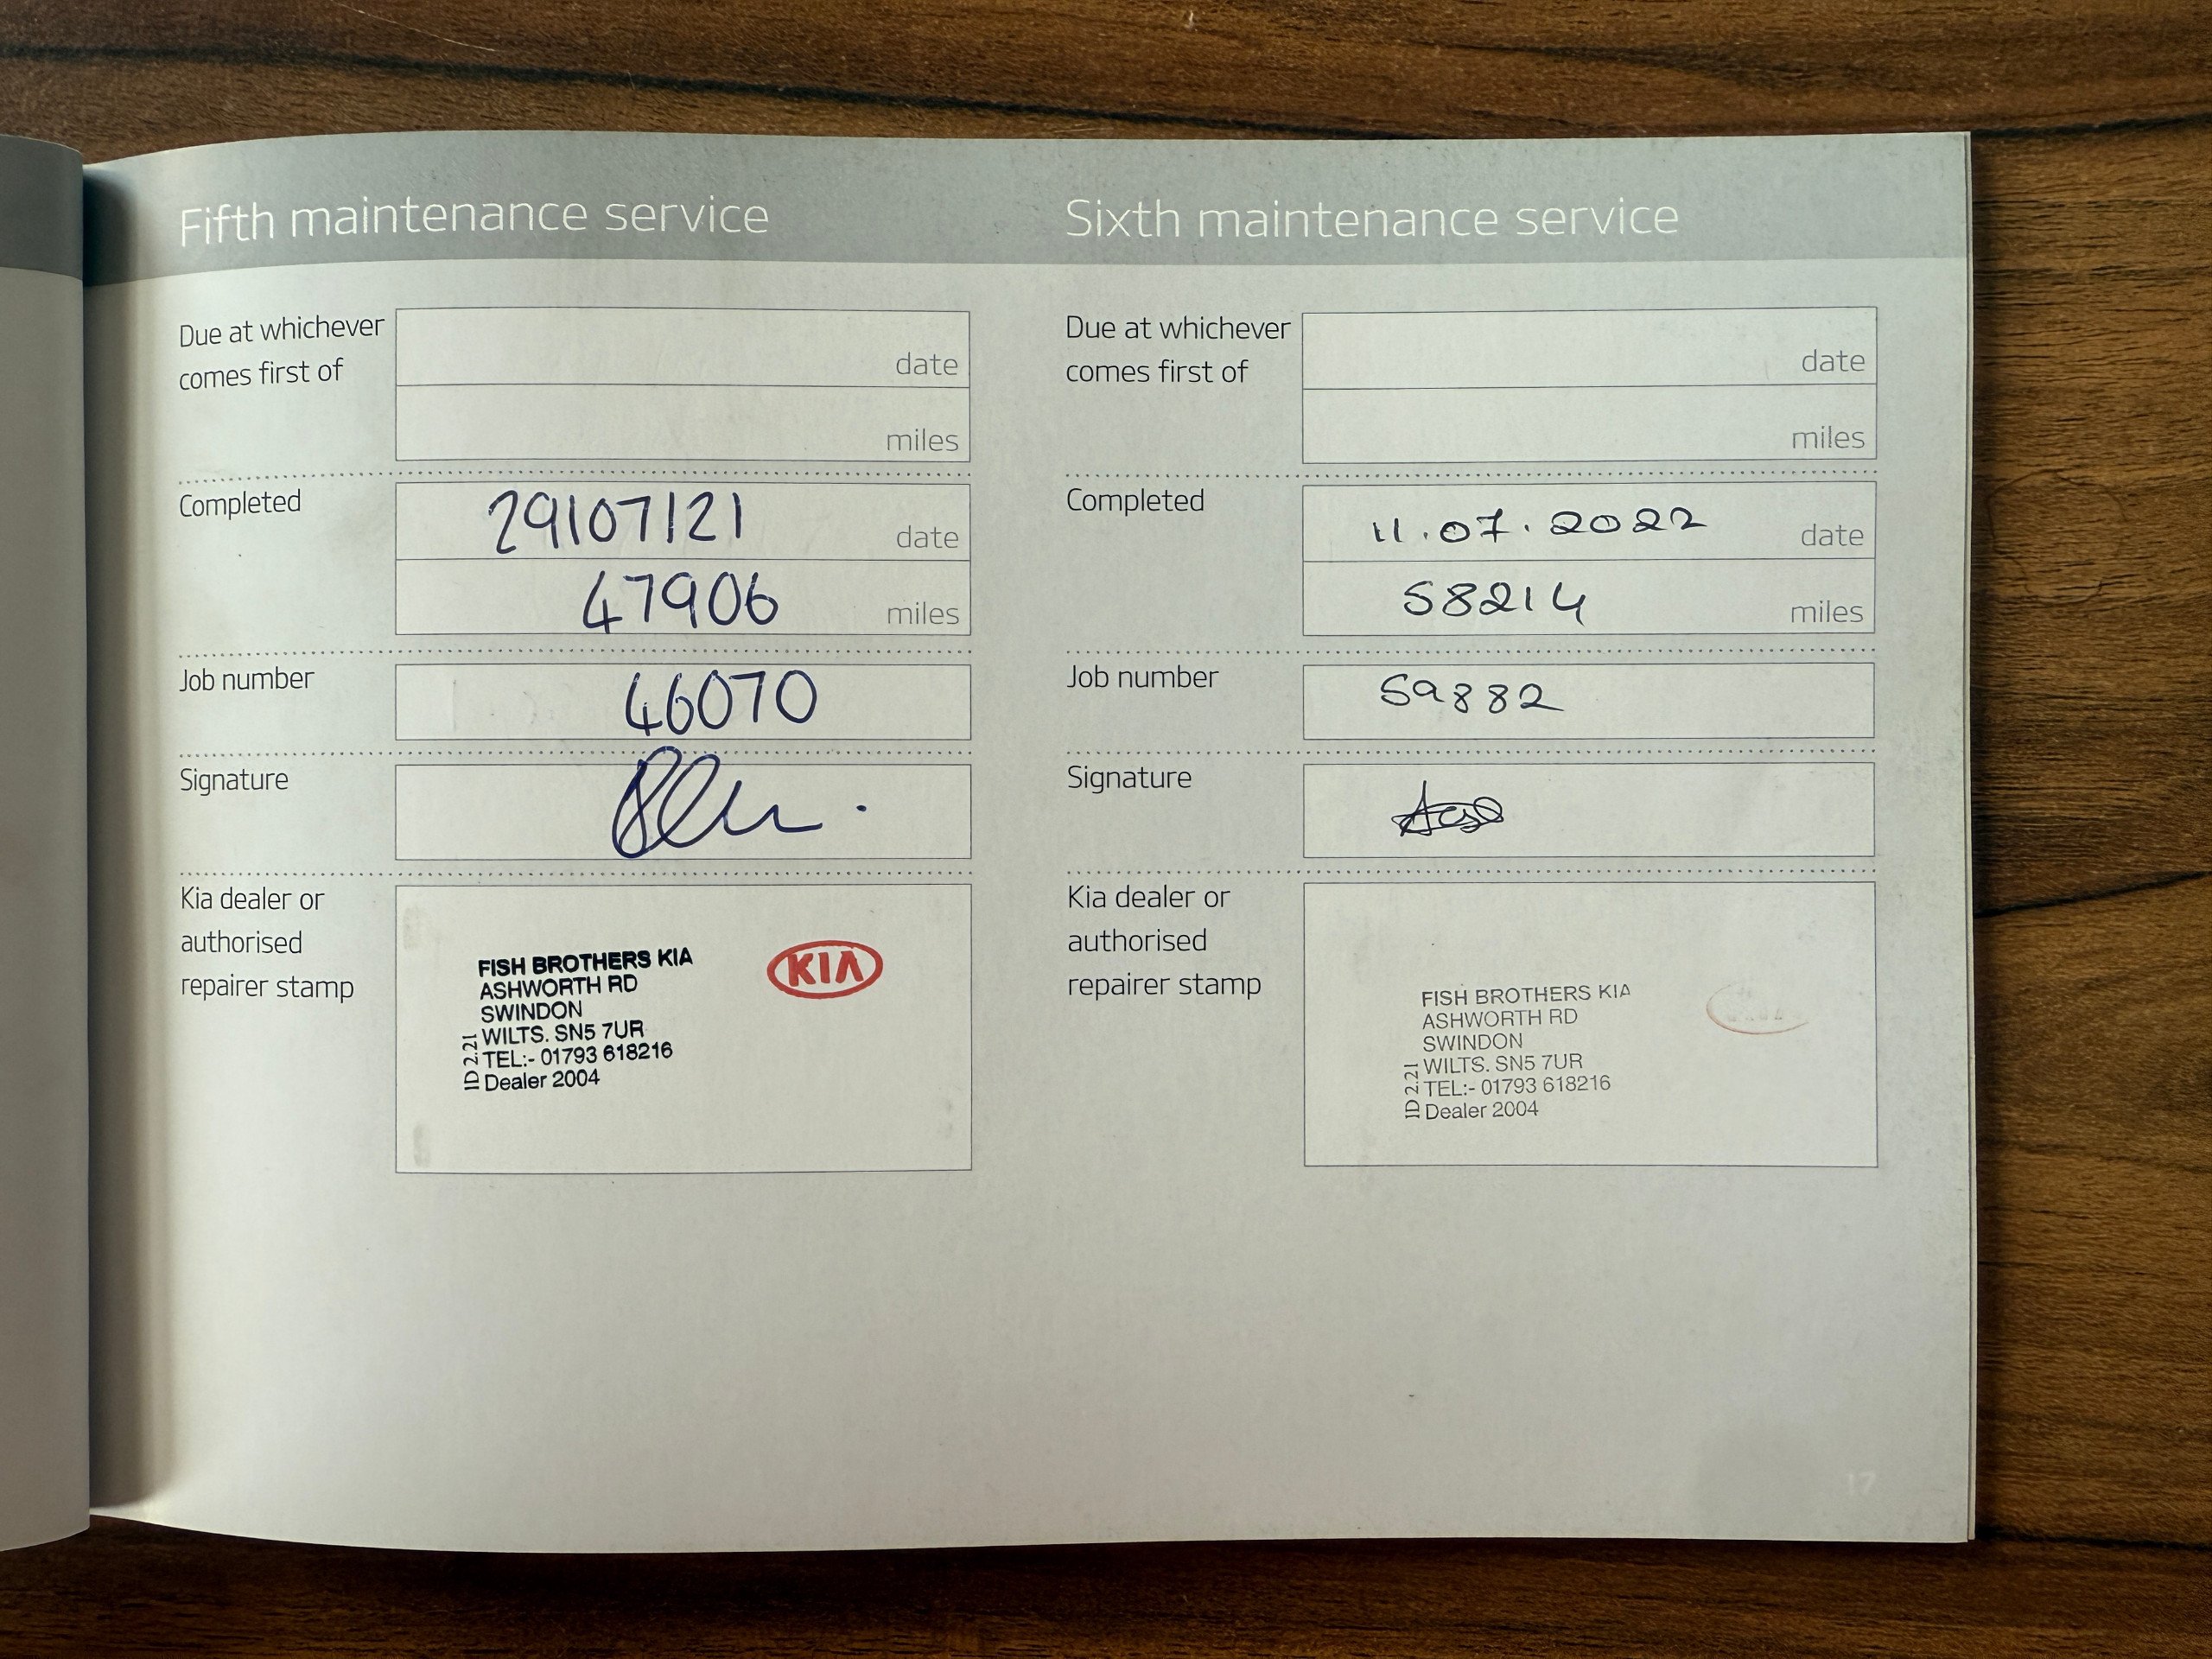 Fifth maintenance service
Due at whichever
comes first of
date
miles
Completed
29/07/21 date
47906 miles
Job number
46070
Signature
Kia dealer or
authorised
repairer stamp
FISH BROTHERS KIA
ASHWORTH RD
SWINDON
WILTS. SN5 7UR
TEL:- 01793 618216
Dealer 2004
ID 2.21
KIA
Sixth maintenance service
Due at whichever
comes first of
date
miles
Completed
11.07.2022 date
58214 miles
Job number
59882
Signature
Kia dealer or
authorised
repairer stamp
FISH BROTHERS KIA
ASHWORTH RD
SWINDON
WILTS. SN5 7UR
TEL:- 01793 618216
Dealer 2004
ID 2.21
17